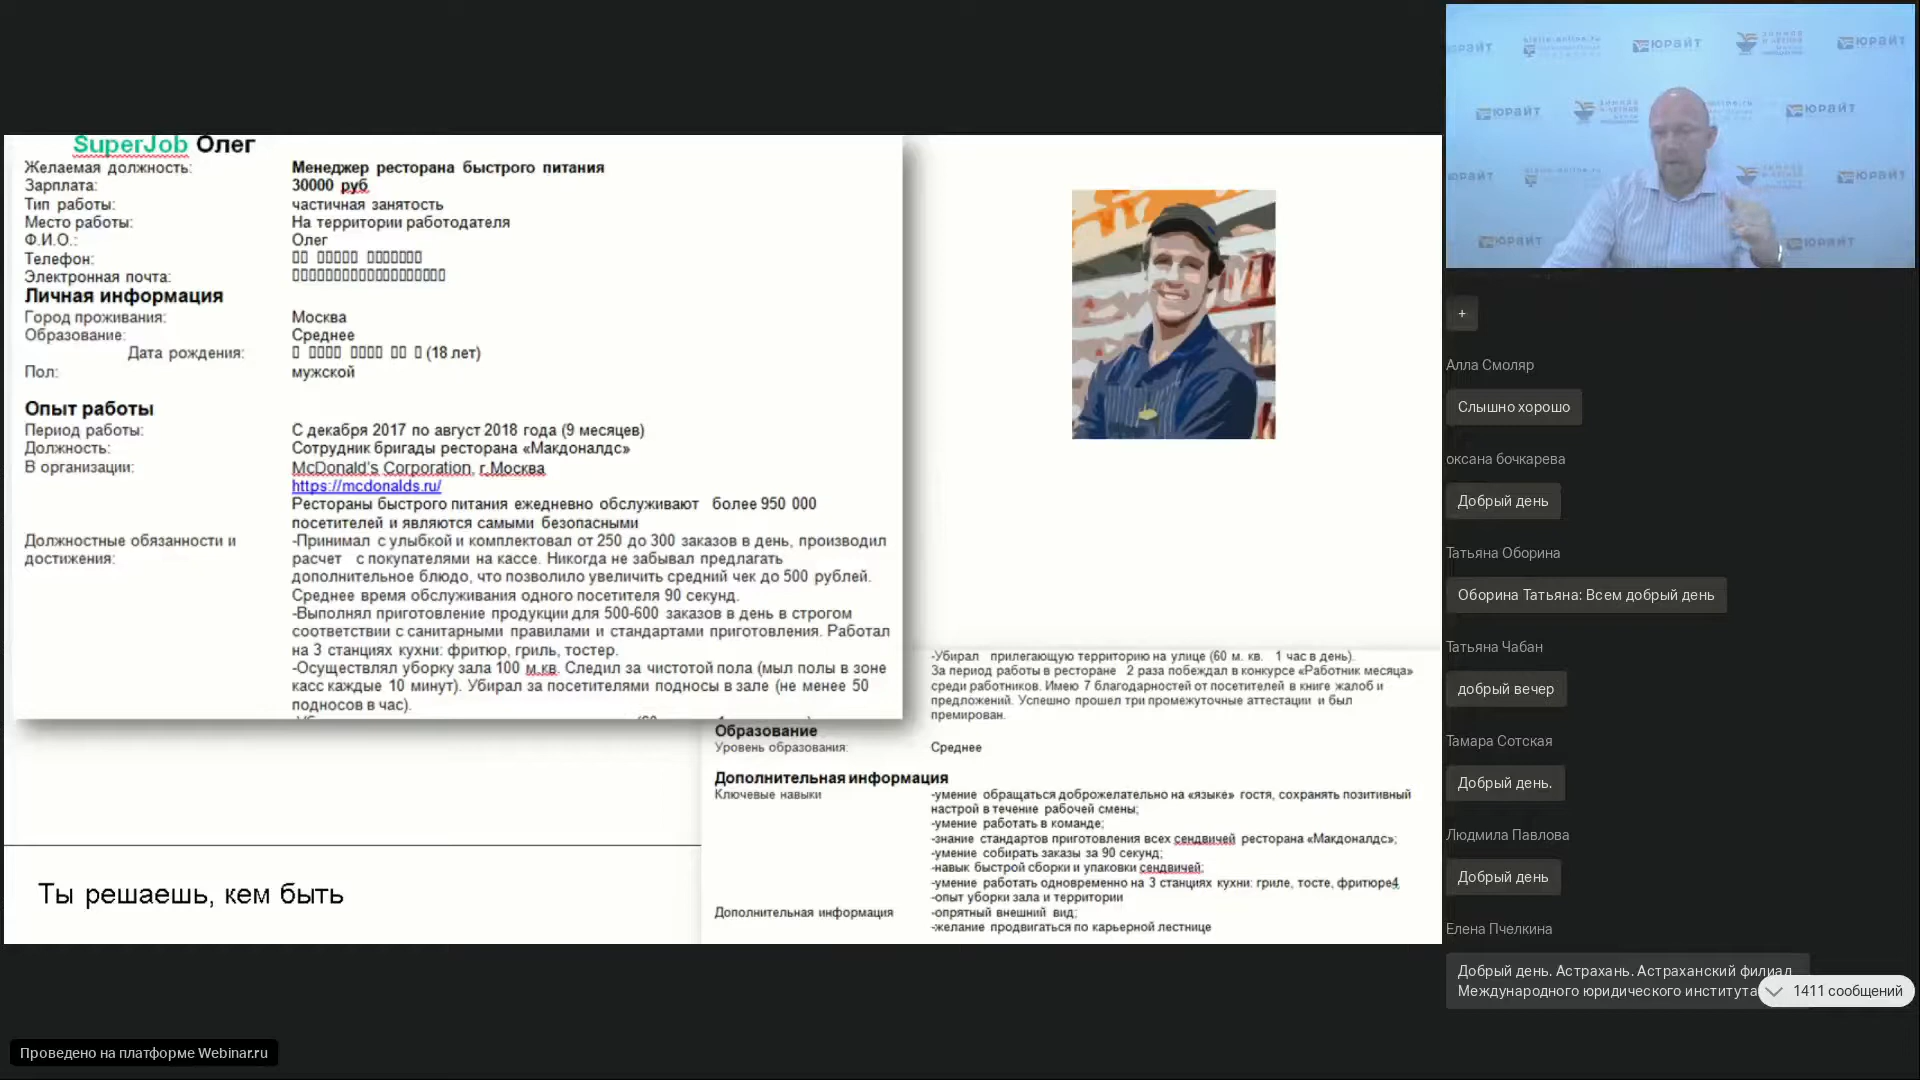 SuperJob Олег
Желаемая должность: Менеджер ресторана быстрого питания
Зарплата: 30000 руб
Тип работы: частичная занятость
Место работы: На территории работодателя
Ф.И.О.: Олег
Телефон:
Электронная почта:
Личная информация
Город проживания: Москва
Образование: Среднее
Дата рождения: (18 лет)
Пол: мужской
Опыт работы
Период работы: С декабря 2017 по август 2018 года (9 месяцев)
Должность: Сотрудник бригады ресторана «Макдоналдс»
В организации: McDonald's Corporation, г.Москва
https://mcdonalds.ru/
Рестораны быстрого питания ежедневно обслуживают более 950 000
посетителей и являются самыми безопасными
Должностные обязанности и достижения:
-Принимал с улыбкой и комплектовал от 250 до 300 заказов в день, производил
расчет с покупателями на кассе. Никогда не забывал предлагать
дополнительное блюдо, что позволило увеличить средний чек до 500 рублей.
Среднее время обслуживания одного посетителя 90 секунд.
-Выполнял приготовление продукции для 500-600 заказов в день в строгом
соответствии с санитарными правилами и стандартами приготовления. Работал
на 3 станциях кухни: фритюр, гриль, тостер.
-Осуществлял уборку зала 100 м.кв. Следил за чистотой пола (мыл полы в зоне
касс каждые 10 минут). Убирал за посетителями подносы в зале (не менее 50
подносов в час).
-Убирал прилегающую территорию на улице (60 м. кв. 1 час в день).
За период работы в ресторане 2 раза побеждал в конкурсе «Работник месяца»
среди работников. Имею 7 благодарностей от посетителей в книге жалоб и
предложений. Успешно прошел три промежуточные аттестации и был
премирован.
Образование
Уровень образования: Среднее
Дополнительная информация
Ключевые навыки -умение обращаться доброжелательно на «языке» гостя, сохранять позитивный
настрой в течение рабочей смены;
-умение работать в команде;
-знание стандартов приготовления всех сендвичей ресторана «Макдоналдс»;
-умение собирать заказы за 90 секунд;
-навык быстрой сборки и упаковки сендвичей;
-умение работать одновременно на 3 станциях кухни: гриле, тосте, фритюре4
-опыт уборки зала и территории
Дополнительная информация -опрятный внешний вид;
-желание продвигаться по карьерной лестнице
Ты решаешь, кем быть
ЮРАЙТ
ЮРАЙТ
ЮРАЙТ
ЮРАЙТ
ЮРАЙТ
ЮРАЙТ
ЮРАЙТ
ЮРАЙТ
ЮРАЙТ
+
Алла Смоляр
Слышно хорошо
оксана бочкарева
Добрый день
Татьяна Оборина
Оборина Татьяна: Всем добрый день
Татьяна Чабан
добрый вечер
Тамара Сотская
Добрый день.
Людмила Павлова
Добрый день
Елена Пчелкина
Добрый день. Астрахань. Астраханский филиал
Международного юридического института
1411 сообщений
Проведено на платформе Webinar.ru